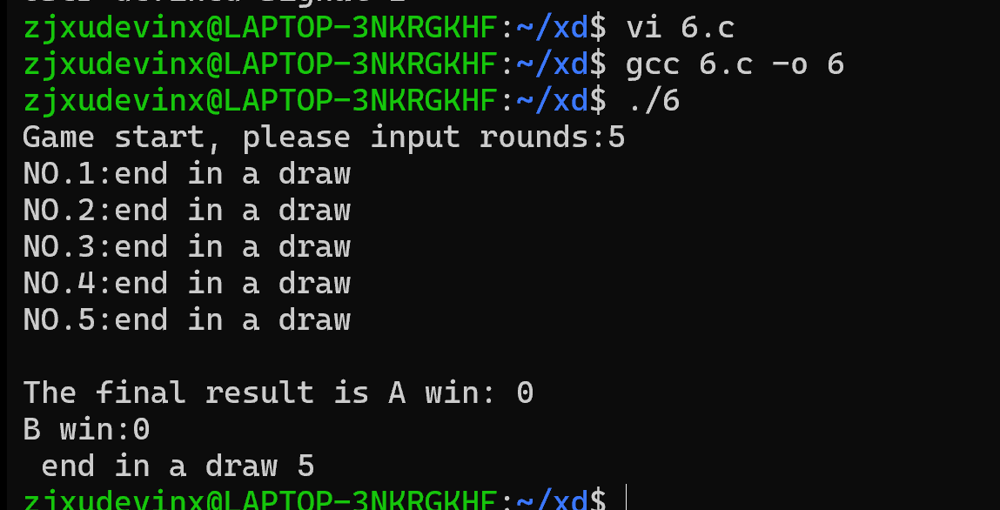 zjxudevinx@LAPTOP-3NKRGKHF:~/xd$ vi 6.c
zjxudevinx@LAPTOP-3NKRGKHF:~/xd$ gcc 6.c -o 6
zjxudevinx@LAPTOP-3NKRGKHF:~/xd$ ./6
Game start, please input rounds:5
NO.1:end in a draw
NO.2:end in a draw
NO.3:end in a draw
NO.4:end in a draw
NO.5:end in a draw
The final result is A win: 0
B win:0
end in a draw 5
zjxudevinx@LAPTOP-3NKRGKHF:~/xd$